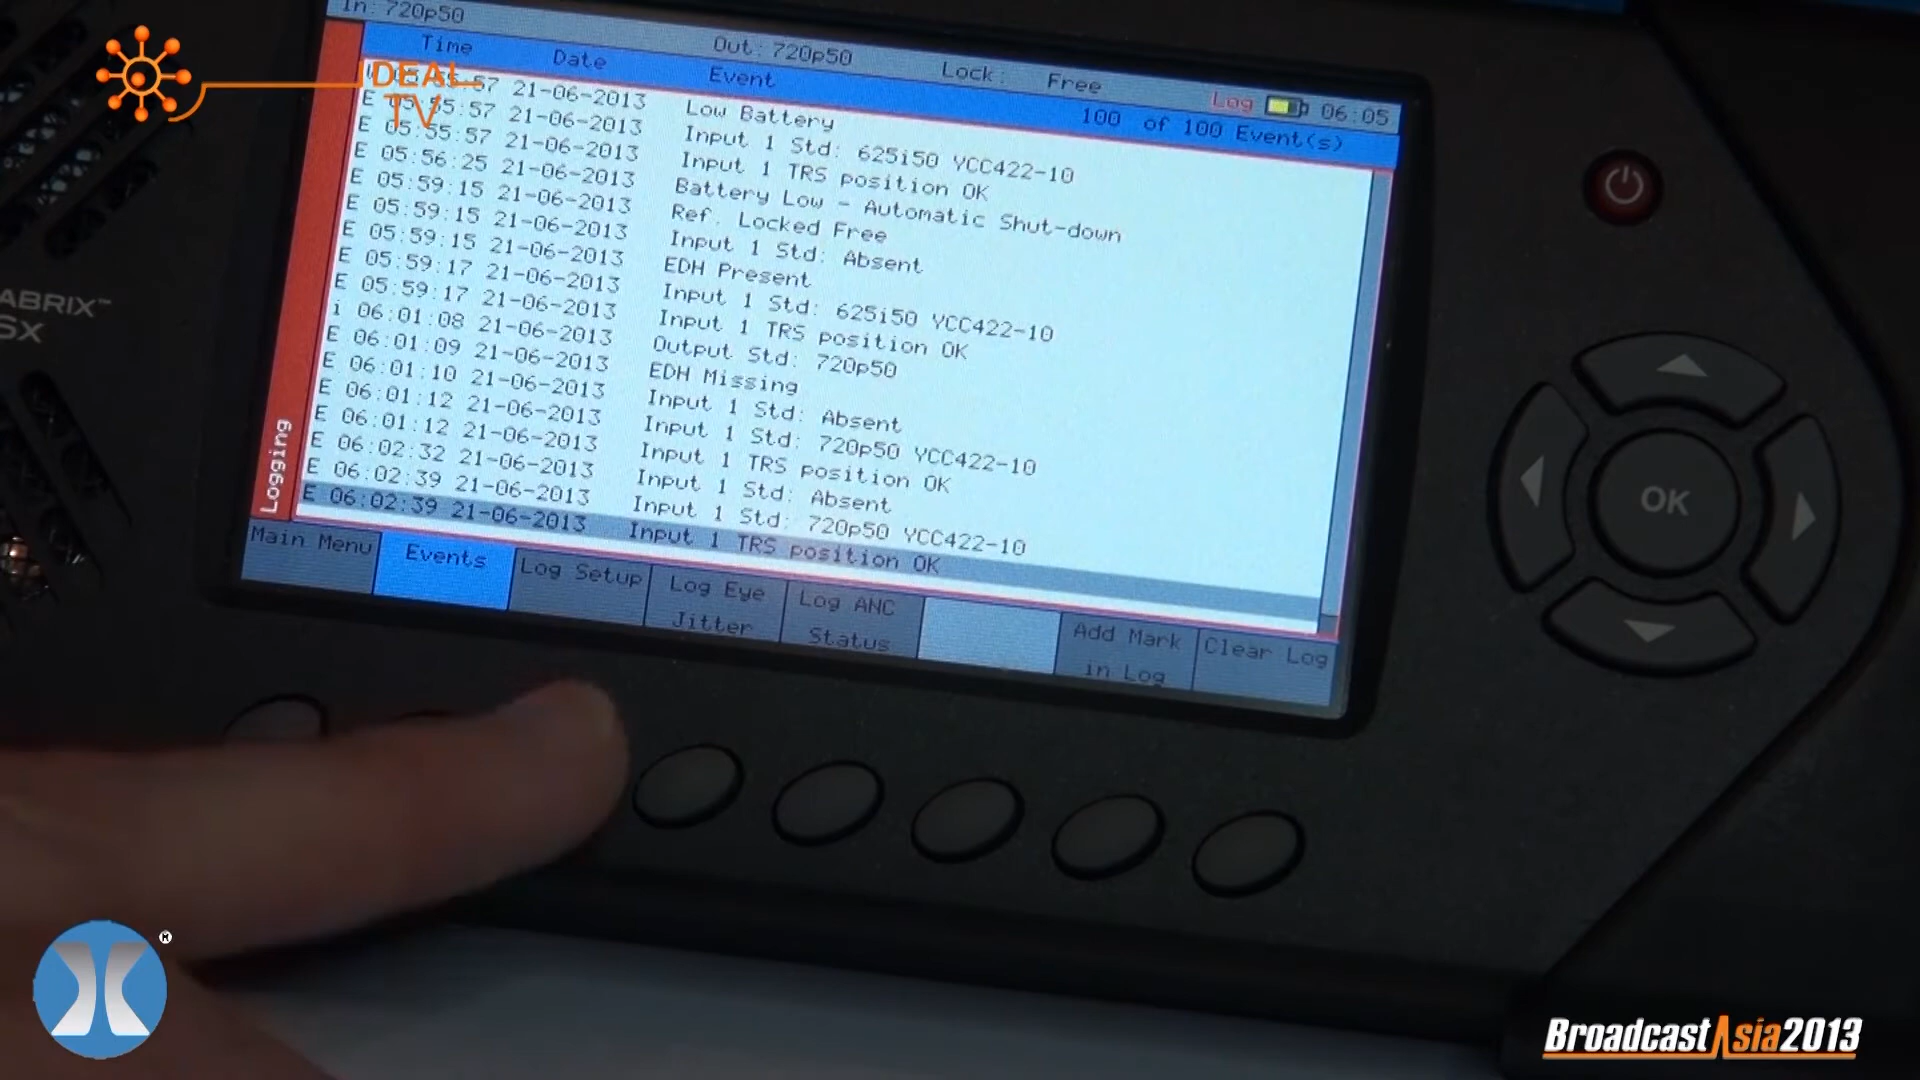 In: 720p50 Out: 720p50 Lock: Free Log 06:05
Time Date Event 100 of 100 Event(s)
05:55:57 21-06-2013 Low Battery
E 05:55:57 21-06-2013 Input 1 Std: 625i50 YCC422-10
E 05:55:57 21-06-2013 Input 1 TRS position OK
E 05:56:25 21-06-2013 Battery Low - Automatic Shut-down
E 05:59:15 21-06-2013 Ref. Locked Free
E 05:59:15 21-06-2013 Input 1 Std: Absent
E 05:59:15 21-06-2013 EDH Present
E 05:59:17 21-06-2013 Input 1 Std: 625i50 YCC422-10
E 05:59:17 21-06-2013 Input 1 TRS position OK
i 06:01:08 21-06-2013 Output Std: 720p50
E 06:01:09 21-06-2013 EDH Missing
E 06:01:10 21-06-2013 Input 1 Std: Absent
E 06:01:12 21-06-2013 Input 1 Std: 720p50 YCC422-10
E 06:01:12 21-06-2013 Input 1 TRS position OK
E 06:02:32 21-06-2013 Input 1 Std: Absent
E 06:02:39 21-06-2013 Input 1 Std: 720p50 YCC422-10
E 06:02:39 21-06-2013 Input 1 TRS position OK
Logging
Main Menu
Events
Log Setup
Log Eye
Jitter
Log ANC
Status
Add Mark
in Log
Clear Log
IDEAL
TV
ABRIX™
SX
OK
BroadcastAsia2013